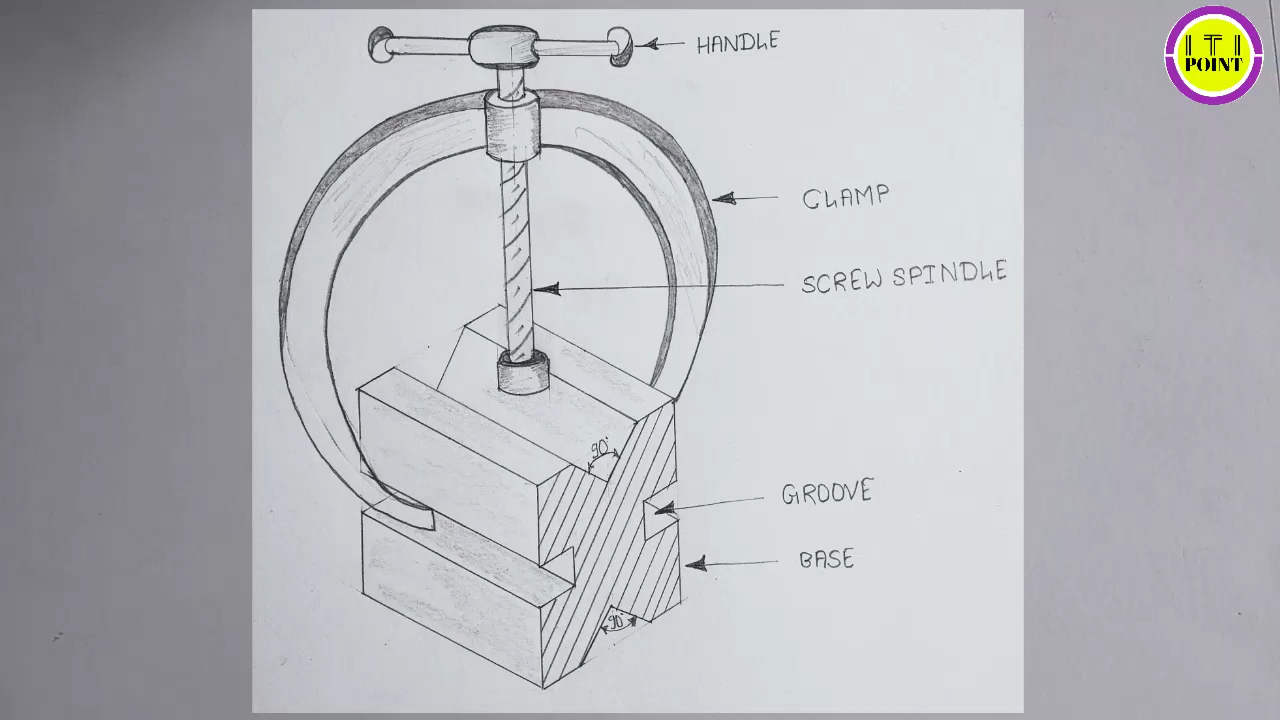 HANDLE
ITI
POINT
CLAMP
SCREW SPINDLE
90°
GROOVE
BASE
90°